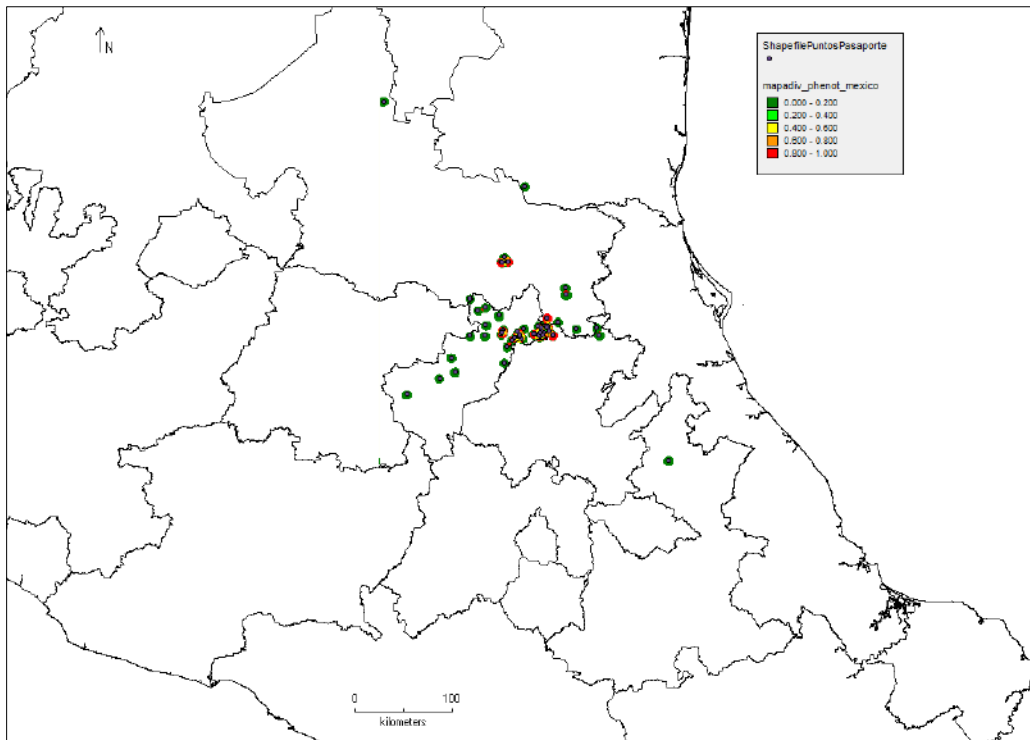 N
ShapefilePuntosPasaporte
mapadiv_phenot_mexico
0.000 - 0.200
0.200 - 0.400
0.400 - 0.600
0.600 - 0.800
0.800 - 1.000
0 100
kilometers